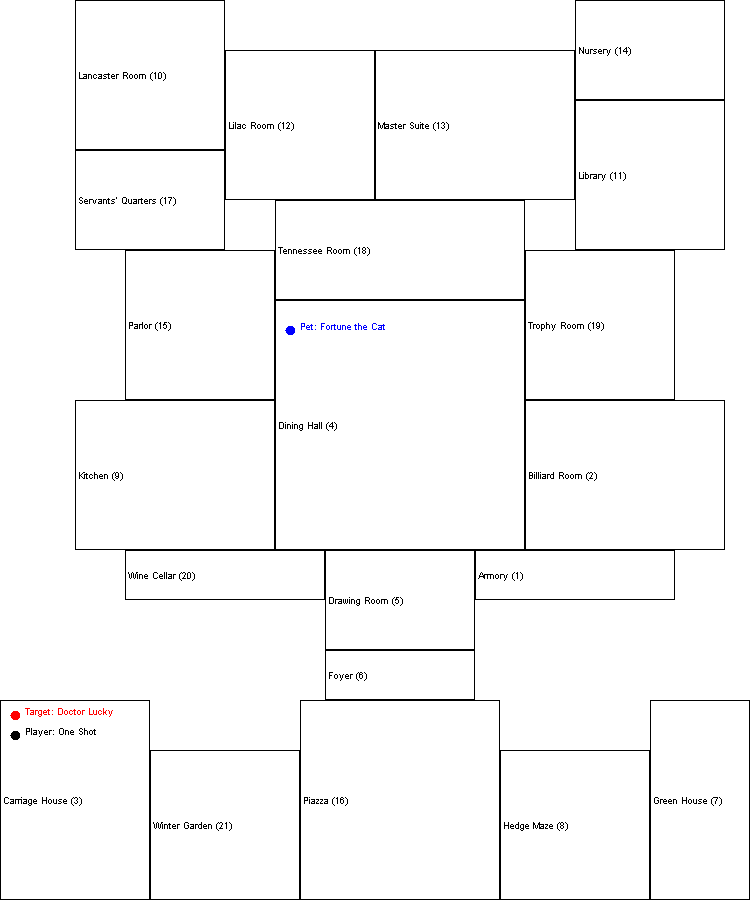 Nursery (14)
Lancaster Room (10)
Lilac Room (12)
Master Suite (13)
Library (11)
Servants' Quarters (17)
Tennessee Room (18)
Parlor (15)
Pet: Fortune the Cat
Trophy Room (19)
Dining Hall (4)
Kitchen (9)
Billiard Room (2)
Wine Cellar (20)
Armory (1)
Drawing Room (5)
Foyer (6)
Target: Doctor Lucky
Player: One Shot
Carriage House (3)
Winter Garden (21)
Piazza (16)
Hedge Maze (8)
Green House (7)